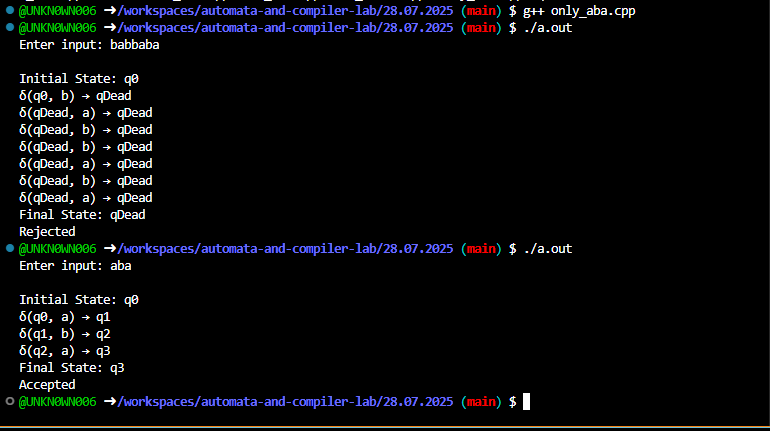 @UNKN0WN006 ➜/workspaces/automata-and-compiler-lab/28.07.2025 (main) $ g++ only_aba.cpp
@UNKN0WN006 ➜/workspaces/automata-and-compiler-lab/28.07.2025 (main) $ ./a.out
Enter input: babbaba
Initial State: q0
δ(q0, b) → qDead
δ(qDead, a) → qDead
δ(qDead, b) → qDead
δ(qDead, b) → qDead
δ(qDead, a) → qDead
δ(qDead, b) → qDead
δ(qDead, a) → qDead
Final State: qDead
Rejected
@UNKN0WN006 ➜/workspaces/automata-and-compiler-lab/28.07.2025 (main) $ ./a.out
Enter input: aba
Initial State: q0
δ(q0, a) → q1
δ(q1, b) → q2
δ(q2, a) → q3
Final State: q3
Accepted
@UNKN0WN006 ➜/workspaces/automata-and-compiler-lab/28.07.2025 (main) $